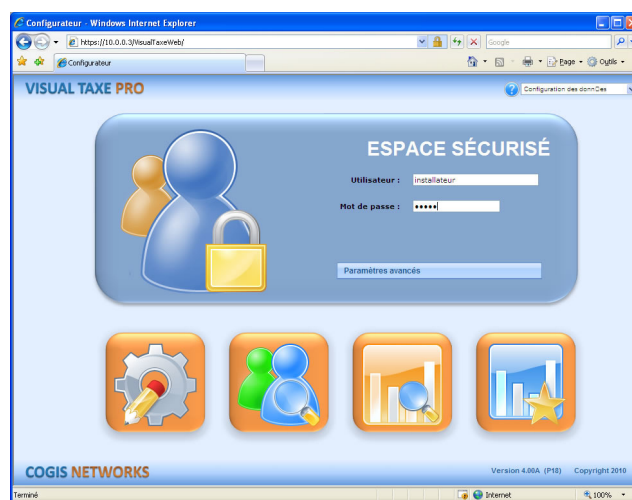 Configurateur - Windows Internet Explorer
https://10.0.0.3/VisualTaxeWeb/
Google
Configurateur
Page
Outils
VISUAL TAXE PRO
Configuration des donnÚes
ESPACE SÉCURISÉ
Utilisateur :
installateur
Mot de passe :
•••••
Paramètres avancés
COGIS NETWORKS
Version 4.00A (P18)
Copyright 2010
Terminé
Internet
100%